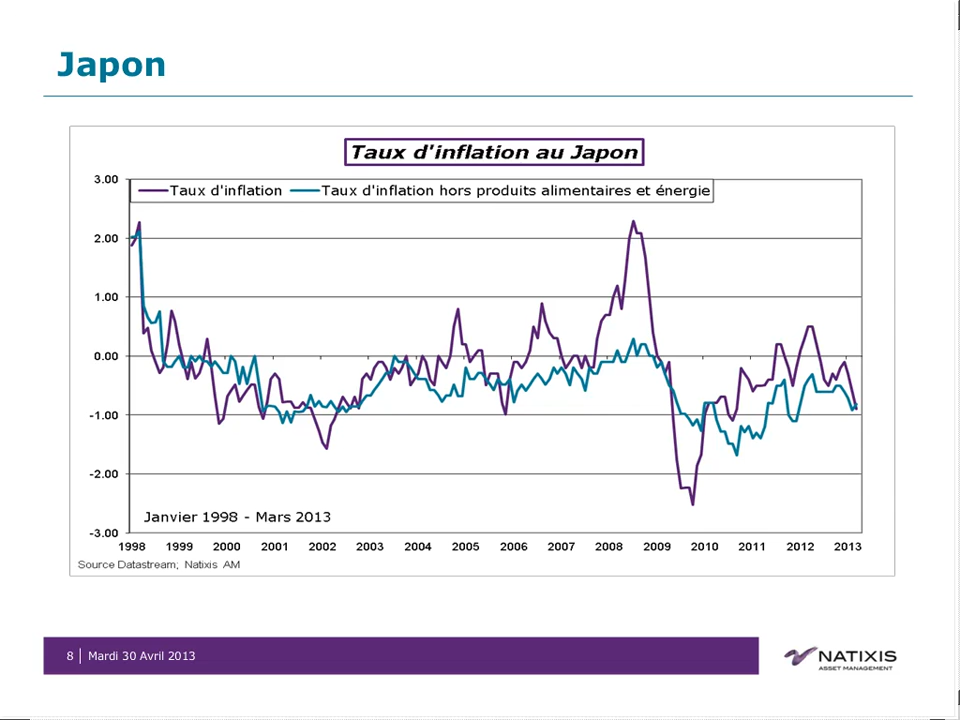 Japon
Taux d'inflation au Japon
Taux d'inflation Taux d'inflation hors produits alimentaires et énergie
3.00
2.00
1.00
0.00
-1.00
-2.00
-3.00
Janvier 1998 - Mars 2013
1998 1999 2000 2001 2002 2003 2004 2005 2006 2007 2008 2009 2010 2011 2012 2013
Source Datastream; Natixis AM
8 Mardi 30 Avril 2013
NATIXIS
ASSET MANAGEMENT